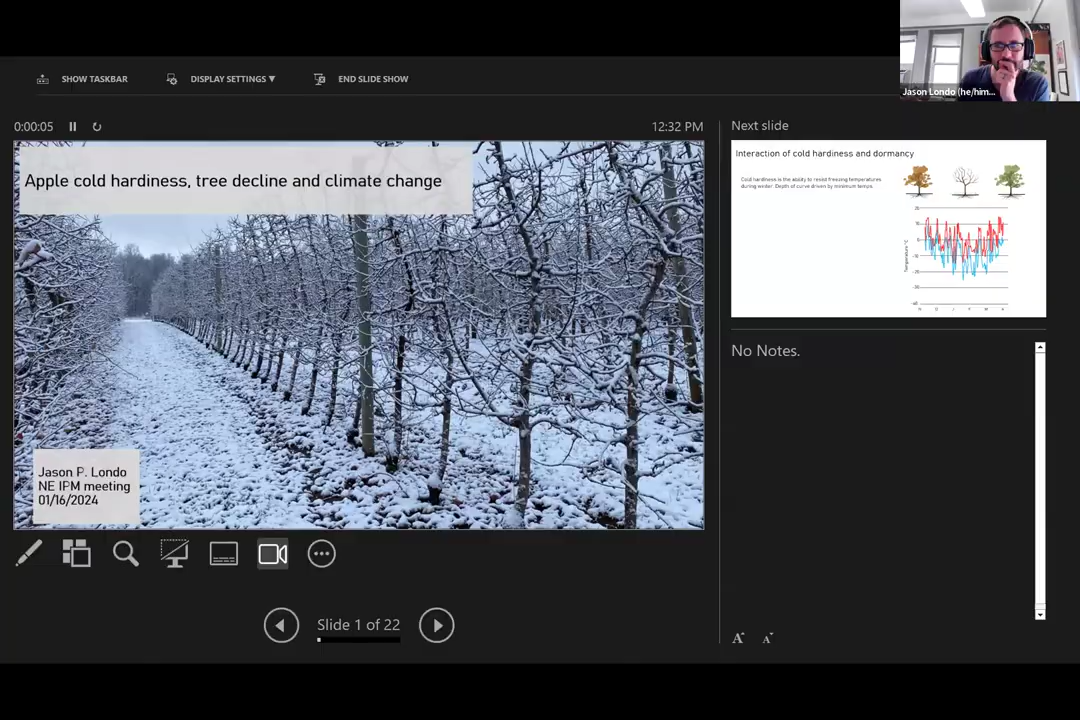 SHOW TASKBAR
DISPLAY SETTINGS ▼
END SLIDE SHOW
Jason Londo (he/him...
0:00:05
12:32 PM
Next slide
Apple cold hardiness, tree decline and climate change
Jason P. Londo
NE IPM meeting
01/16/2024
Interaction of cold hardiness and dormancy
Cold hardiness is the ability to resist freezing temperatures
during winter. Depth of curve driven by minimum temps.
Temperature °C
No Notes.
Slide 1 of 22